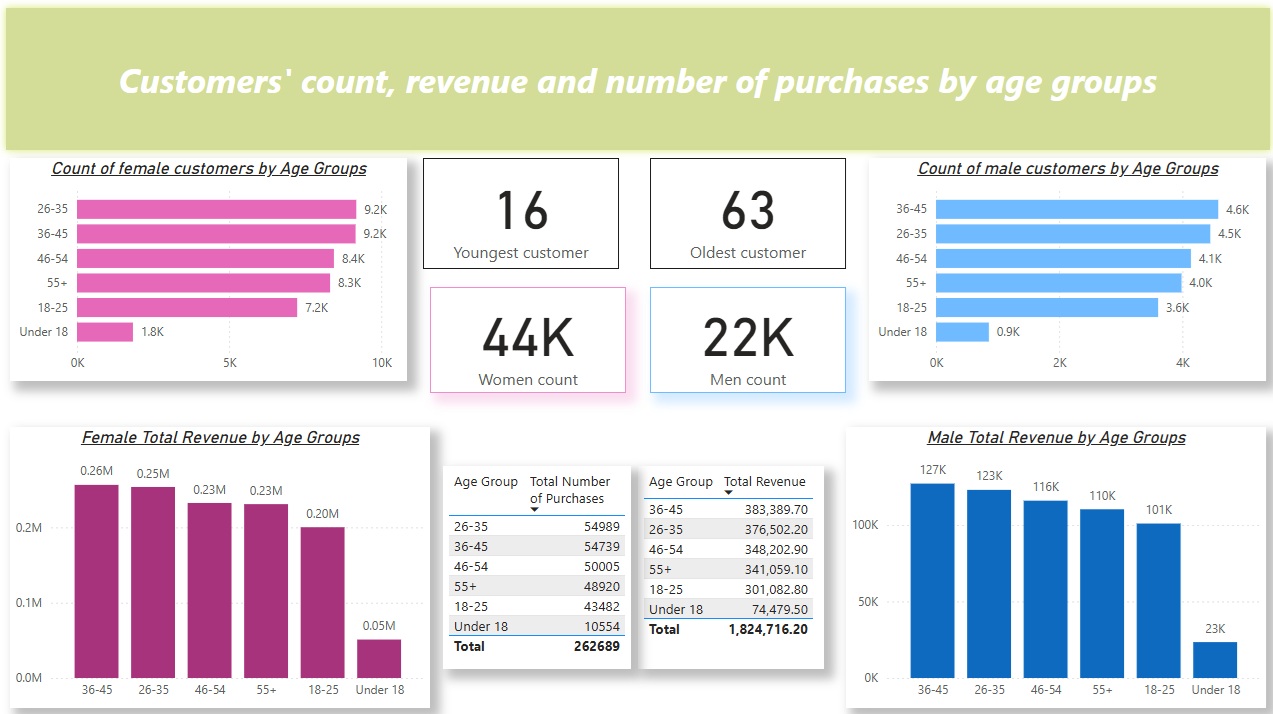 Customers' count, revenue and number of purchases by age groups
Count of female customers by Age Groups
26-35 9.2K
36-45 9.2K
46-54 8.4K
55+ 8.3K
18-25 7.2K
Under 18 1.8K
0K 5K 10K
16
Youngest customer
63
Oldest customer
44K
Women count
22K
Men count
Count of male customers by Age Groups
36-45 4.6K
26-35 4.5K
46-54 4.1K
55+ 4.0K
18-25 3.6K
Under 18 0.9K
0K 2K 4K
Female Total Revenue by Age Groups
0.26M 0.25M 0.23M 0.23M 0.20M 0.05M
0.2M
0.1M
0.0M
36-45 26-35 46-54 55+ 18-25 Under 18
Age Group Total Number
of Purchases
26-35 54989
36-45 54739
46-54 50005
55+ 48920
18-25 43482
Under 18 10554
Total 262689
Age Group Total Revenue
36-45 383,389.70
26-35 376,502.20
46-54 348,202.90
55+ 341,059.10
18-25 301,082.80
Under 18 74,479.50
Total 1,824,716.20
Male Total Revenue by Age Groups
127K 123K 116K 110K 101K 23K
100K
50K
0K
36-45 26-35 46-54 55+ 18-25 Under 18